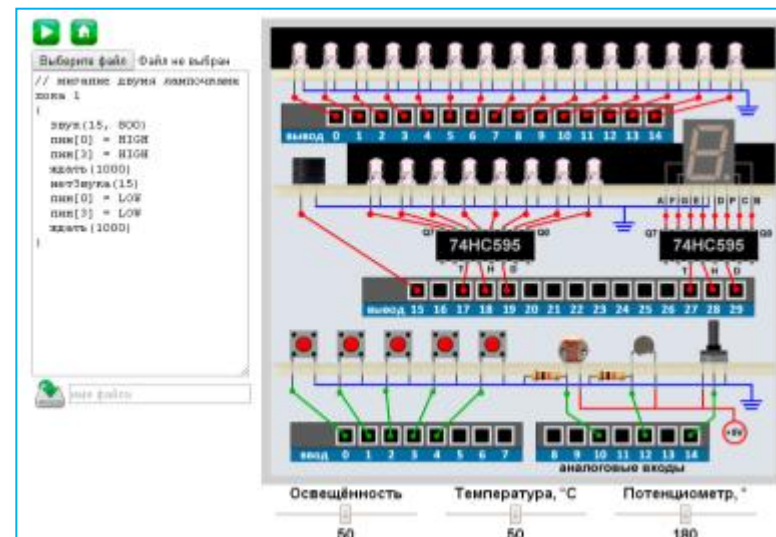 Выберите файл Файл не выбран
// мигание двумя лампочками
пока 1
{
звук(15, 800)
пин[0] = HIGH
пин[3] = HIGH
ждать(1000)
нетЗвука(15)
пин[0] = LOW
пин[3] = LOW
ждать(1000)
}
имя файла
вывод 0 1 2 3 4 5 6 7 8 9 10 11 12 13 14
A F G E D P C B
Q7 Q0 Q7 Q0
74HC595 74HC595
T H D T H D
вывод 15 16 17 18 19 20 21 22 23 24 25 26 27 28 29
+5V
ввод 0 1 2 3 4 5 6 7 8 9 10 11 12 13 14
аналоговые входы
Освещённость Температура, °C Потенциометр, °
50 50 180